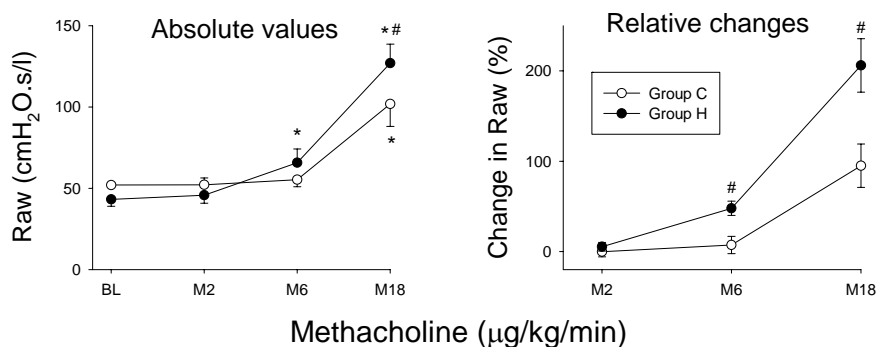 Absolute values
Raw (cmH₂O.s/l)
150
100
50
0
* #
*
*
BL
M2
M6
M18
Relative changes
Change in Raw (%)
200
100
0
Group C
Group H
#
#
M2
M6
M18
Methacholine (μg/kg/min)